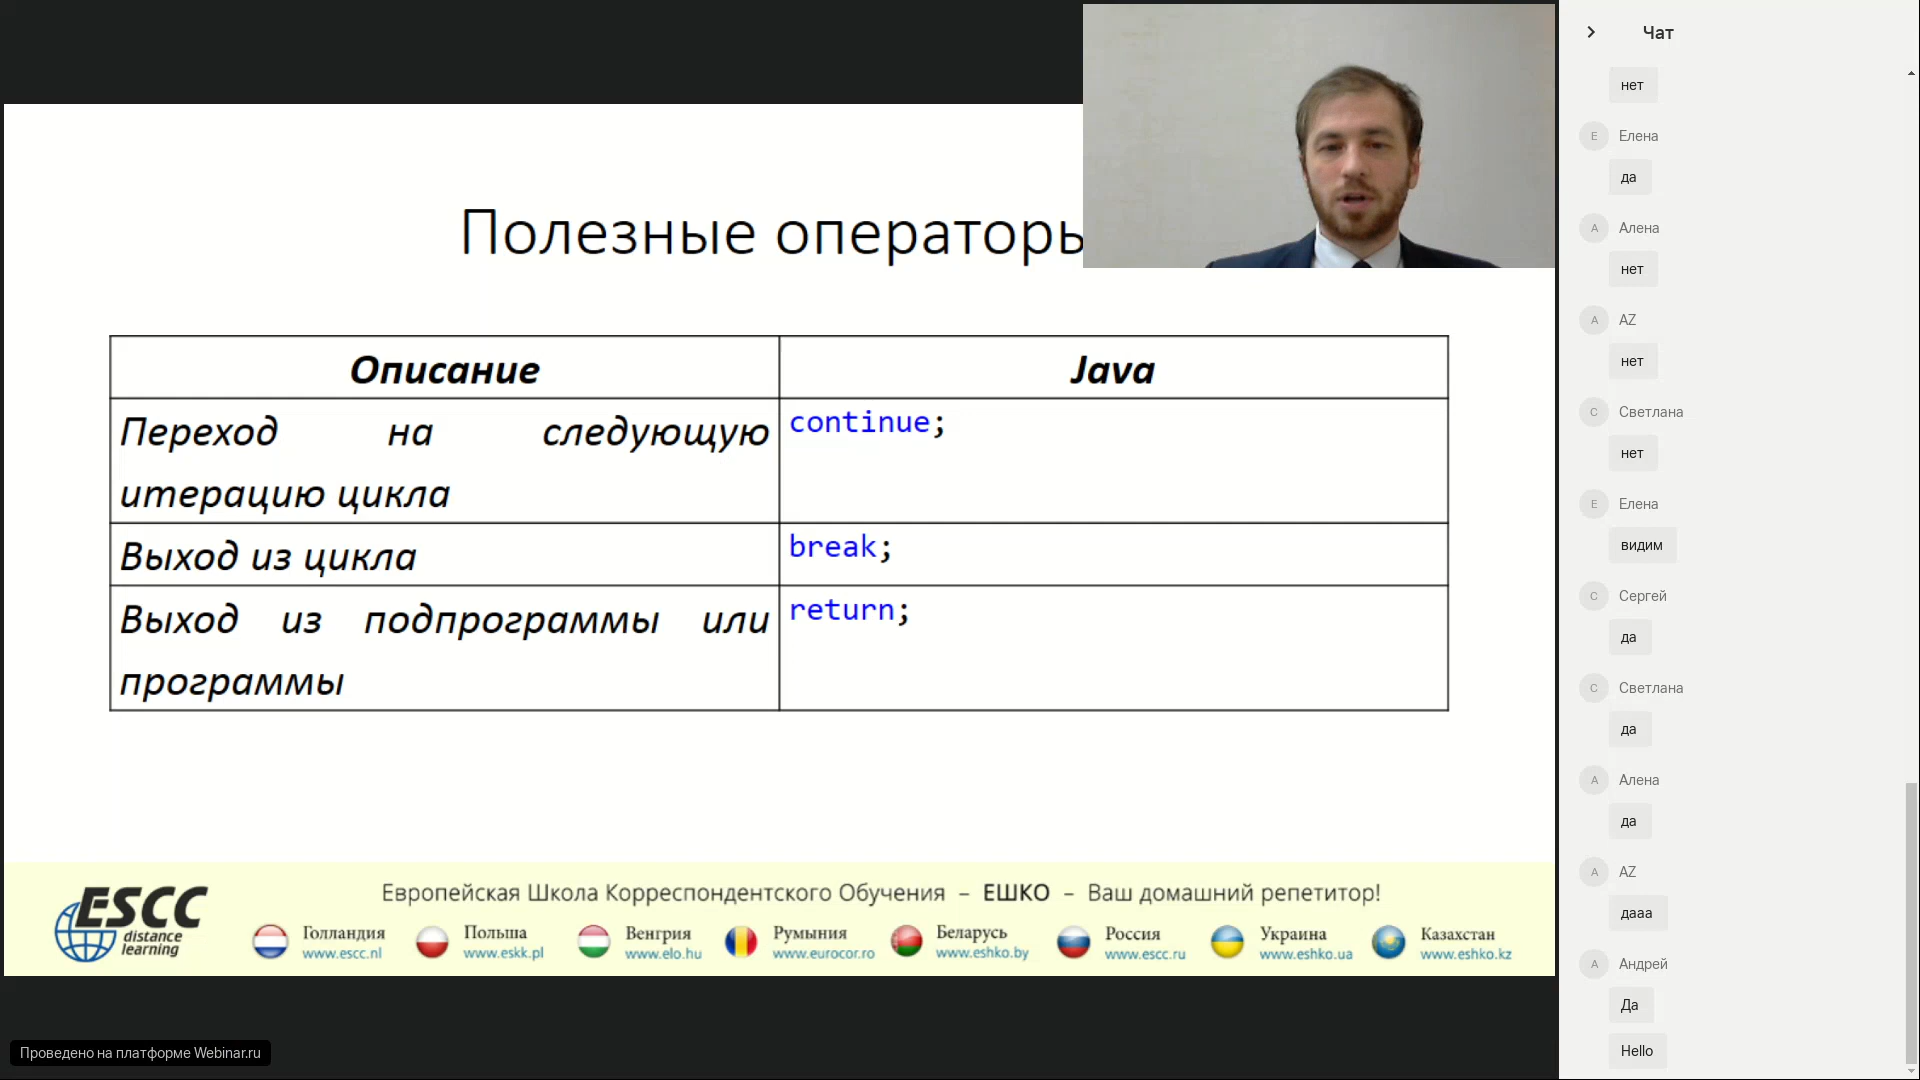 Полезные операторы
Описание
Java
Переход на следующую
итерацию цикла
continue;
Выход из цикла
break;
Выход из подпрограммы или
программы
return;
ESCC
distance
learning
Европейская Школа Корреспондентского Обучения – ЕШКО – Ваш домашний репетитор!
Голландия
www.escc.nl
Польша
www.eskk.pl
Венгрия
www.elo.hu
Румыния
www.eurocor.ro
Беларусь
www.eshko.by
Россия
www.escc.ru
Украина
www.eshko.ua
Казахстан
www.eshko.kz
Проведено на платформе Webinar.ru
Чат
нет
Е Елена
да
А Алена
нет
A AZ
нет
С Светлана
нет
Е Елена
видим
С Сергей
да
С Светлана
да
А Алена
да
A AZ
дааа
А Андрей
Да
Hello